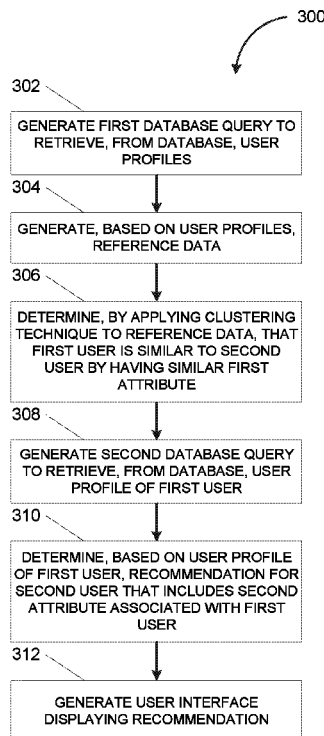 300
302
GENERATE FIRST DATABASE QUERY TO
RETRIEVE, FROM DATABASE, USER
PROFILES
304
GENERATE, BASED ON USER PROFILES,
REFERENCE DATA
306
DETERMINE, BY APPLYING CLUSTERING
TECHNIQUE TO REFERENCE DATA, THAT
FIRST USER IS SIMILAR TO SECOND
USER BY HAVING SIMILAR FIRST
ATTRIBUTE
308
GENERATE SECOND DATABASE QUERY
TO RETRIEVE, FROM DATABASE, USER
PROFILE OF FIRST USER
310
DETERMINE, BASED ON USER PROFILE
OF FIRST USER, RECOMMENDATION FOR
SECOND USER THAT INCLUDES SECOND
ATTRIBUTE ASSOCIATED WITH FIRST
USER
312
GENERATE USER INTERFACE
DISPLAYING RECOMMENDATION